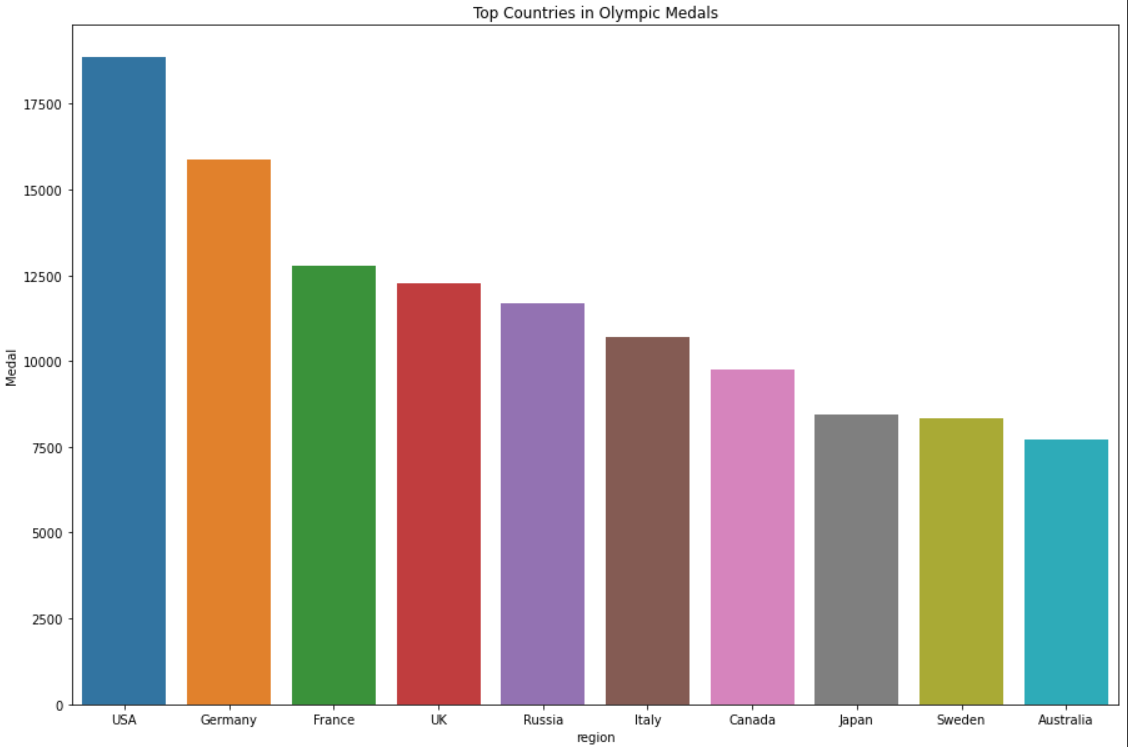 Top Countries in Olympic Medals
17500
15000
12500
10000
7500
5000
2500
0
Medal
USA Germany France UK Russia Italy Canada Japan Sweden Australia
region